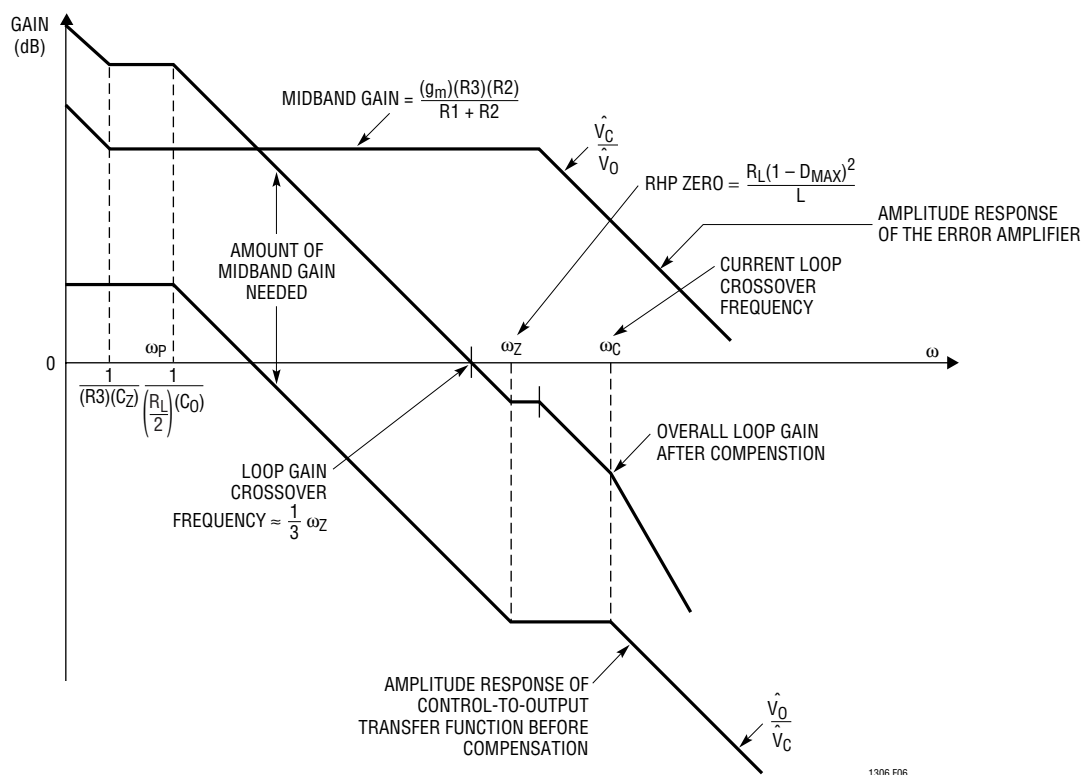 GAIN
(dB)
MIDBAND GAIN = (gm)(R3)(R2)
R1 + R2
V̂C
V̂O
RHP ZERO = RL(1 – DMAX)²
L
AMPLITUDE RESPONSE
OF THE ERROR AMPLIFIER
AMOUNT OF
MIDBAND GAIN
NEEDED
CURRENT LOOP
CROSSOVER
FREQUENCY
0
ωP
ωZ
ωC
ω
1
(R3)(CZ)
1
(RL
2)(CO)
LOOP GAIN
CROSSOVER
FREQUENCY ≈ 1
3 ωZ
OVERALL LOOP GAIN
AFTER COMPENSTION
AMPLITUDE RESPONSE OF
CONTROL-TO-OUTPUT
TRANSFER FUNCTION BEFORE
COMPENSATION
V̂O
V̂C
1306 F06